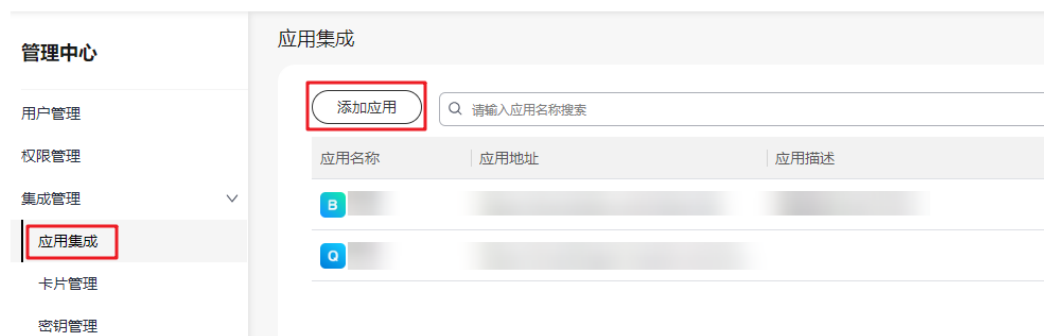 管理中心
用户管理
权限管理
集成管理
应用集成
卡片管理
密钥管理
应用集成
添加应用
请输入应用名称搜索
应用名称 应用地址 应用描述
B
Q